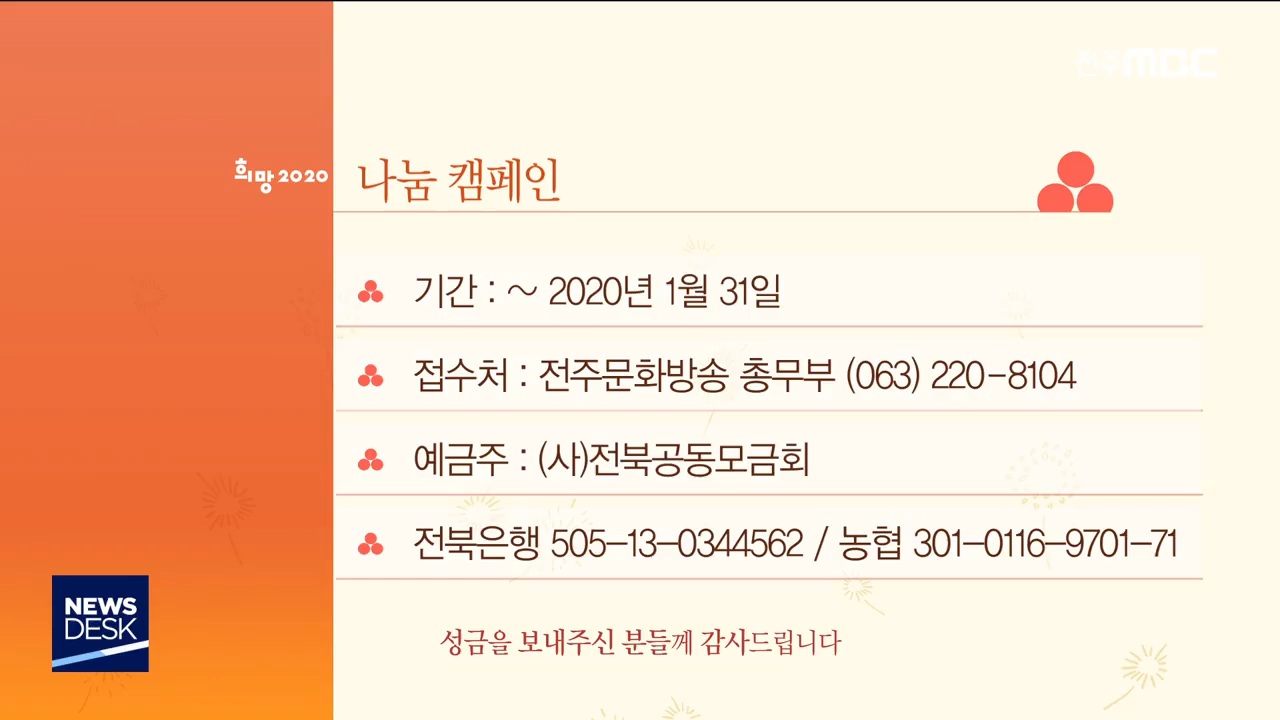 전주MBC
희망2020 나눔 캠페인
기간 : ~ 2020년 1월 31일
접수처 : 전주문화방송 총무부 (063) 220-8104
예금주 : (사)전북공동모금회
전북은행 505-13-0344562 / 농협 301-0116-9701-71
NEWS
DESK
성금을 보내주신 분들께 감사드립니다